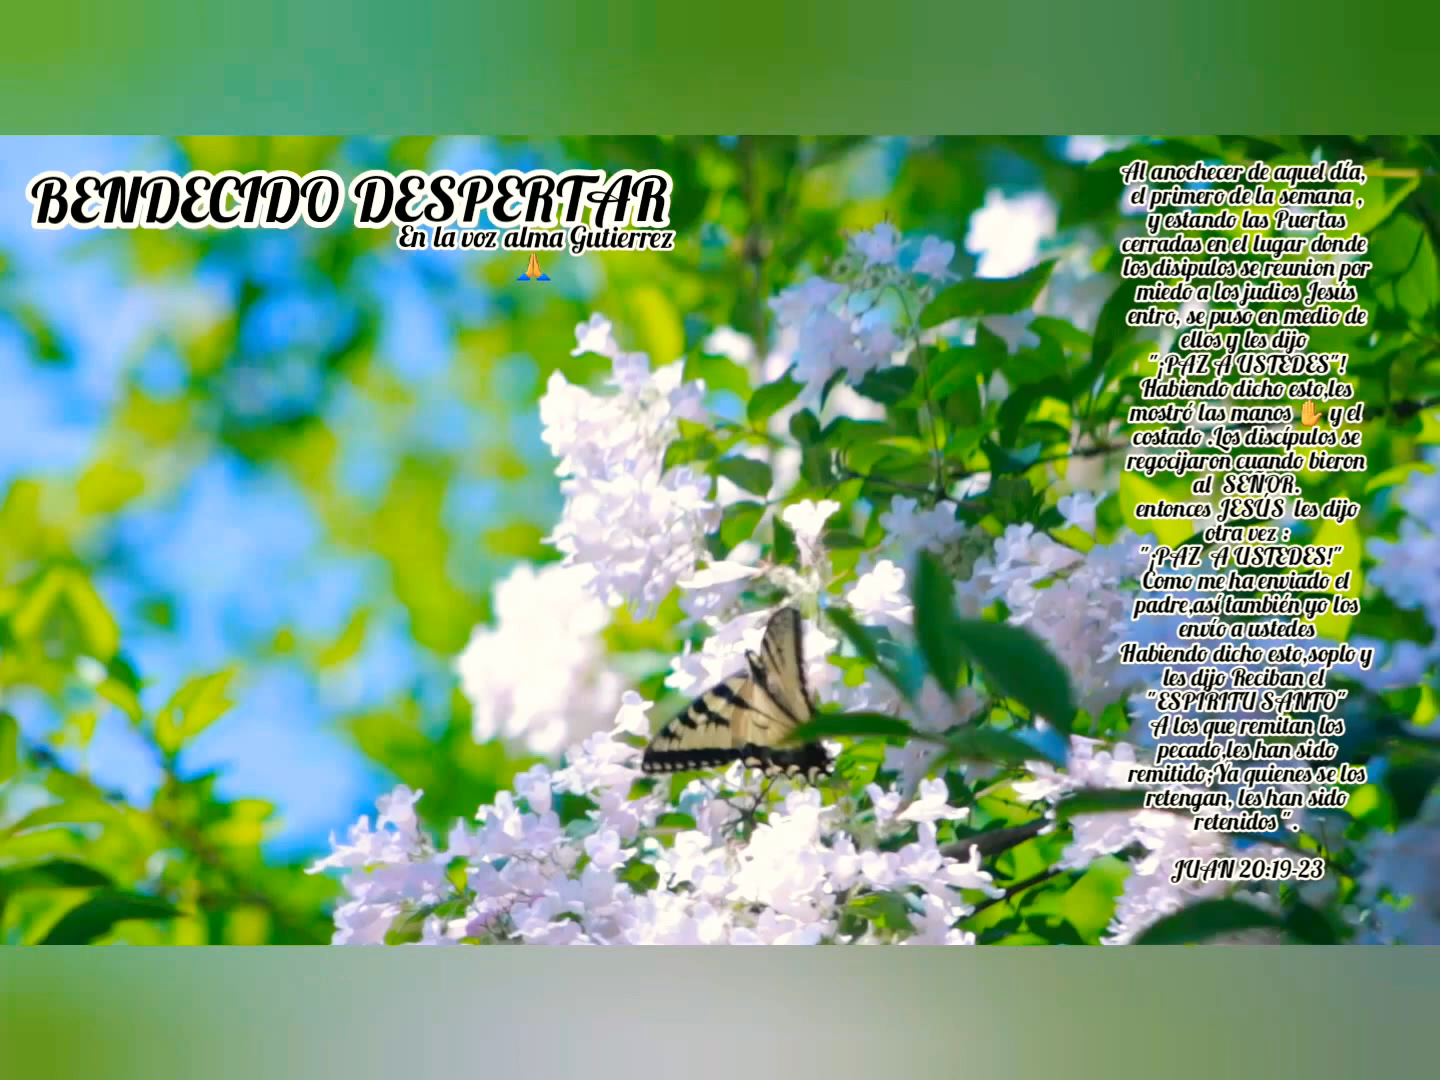 BENDECIDO DESPERTAR
En la voz alma Gutierrez
🙏
Al anochecer de aquel día,
el primero de la semana ,
y estando las Puertas
cerradas en el lugar donde
los disipulos se reunion por
miedo a los judios Jesús
entro, se puso en medio de
ellos y les dijo
"¡PAZ A USTEDES"!
Habiendo dicho esto,les
mostró las manos ✋ y el
costado .Los discípulos se
regocijaron cuando bieron
al SEÑOR.
entonces JESÚS les dijo
otra vez :
"¡PAZ A USTEDES!"
Como me ha enviado el
padre,así también yo los
envío a ustedes
Habiendo dicho esto,soplo y
les dijo Reciban el
"ESPIRITU SANTO"
A los que remitan los
pecado,les han sido
remitido;Ya quienes se los
retengan, les han sido
retenidos ".
JUAN 20:19-23